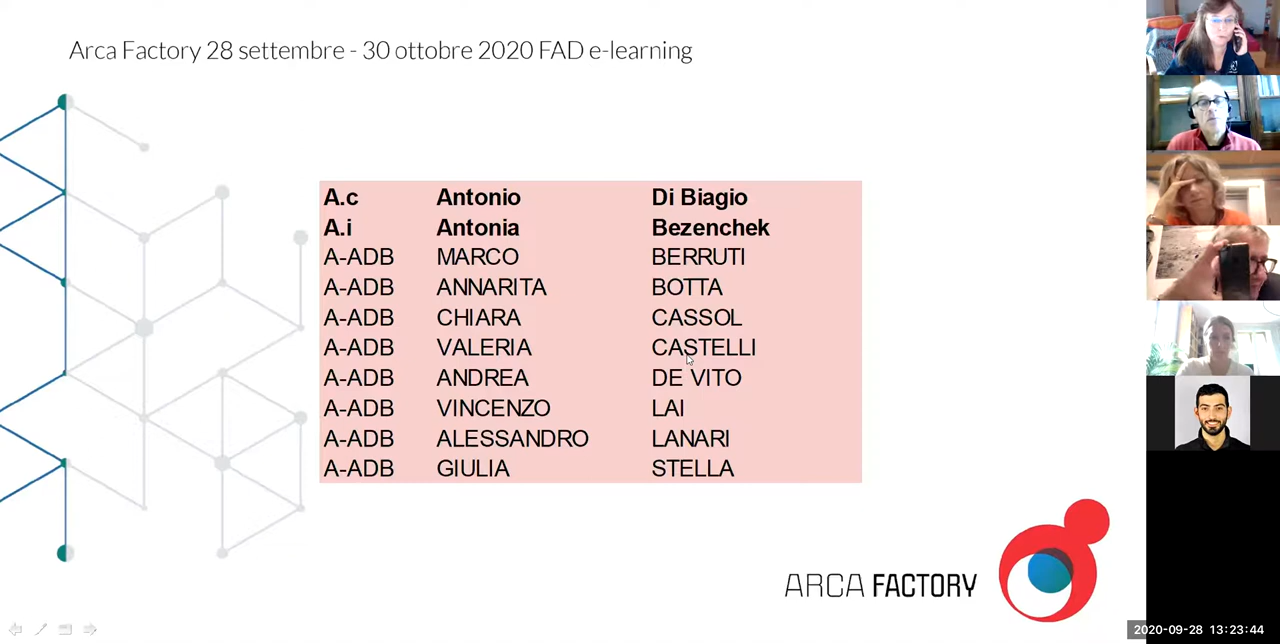 Arca Factory 28 settembre - 30 ottobre 2020 FAD e-learning
A.c Antonio Di Biagio
A.i Antonia Bezenchek
A-ADB MARCO BERRUTI
A-ADB ANNARITA BOTTA
A-ADB CHIARA CASSOL
A-ADB VALERIA CASTELLI
A-ADB ANDREA DE VITO
A-ADB VINCENZO LAI
A-ADB ALESSANDRO LANARI
A-ADB GIULIA STELLA
ARCA FACTORY
2020-09-28 13:23:44